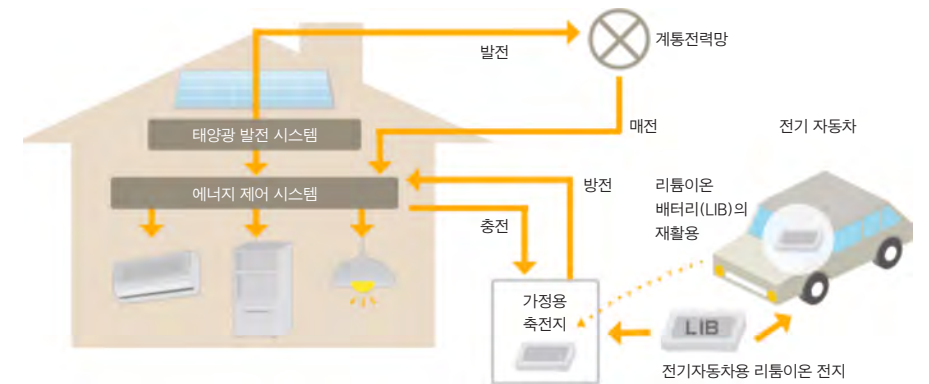 발전
계통전력망
매전
전기 자동차
태양광 발전 시스템
에너지 제어 시스템
방전
충전
리튬이온
배터리(LIB)의
재활용
가정용
축전지
LIB
전기자동차용 리튬이온 전지